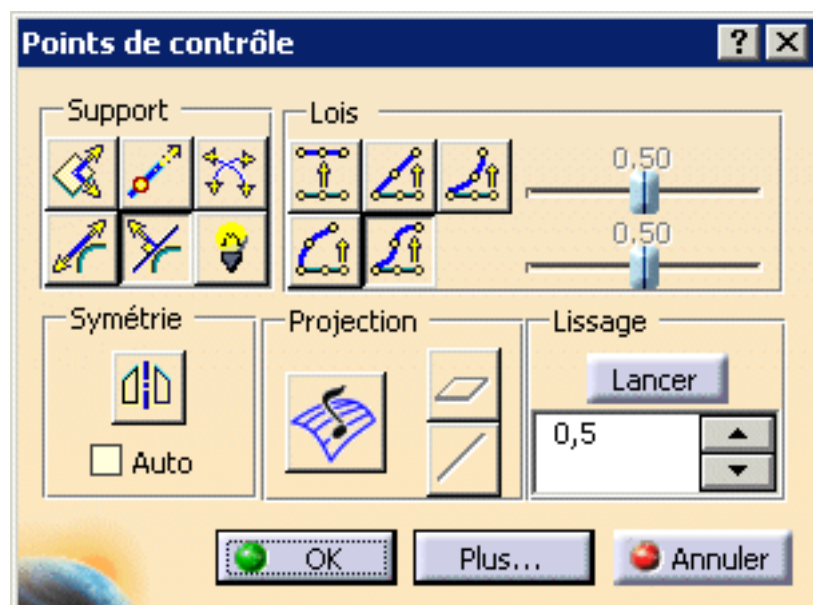 Points de contrôle
Support
Lois
0,50
0,50
Symétrie
Projection
Lissage
Lancer
0,5
Auto
OK
Plus...
Annuler